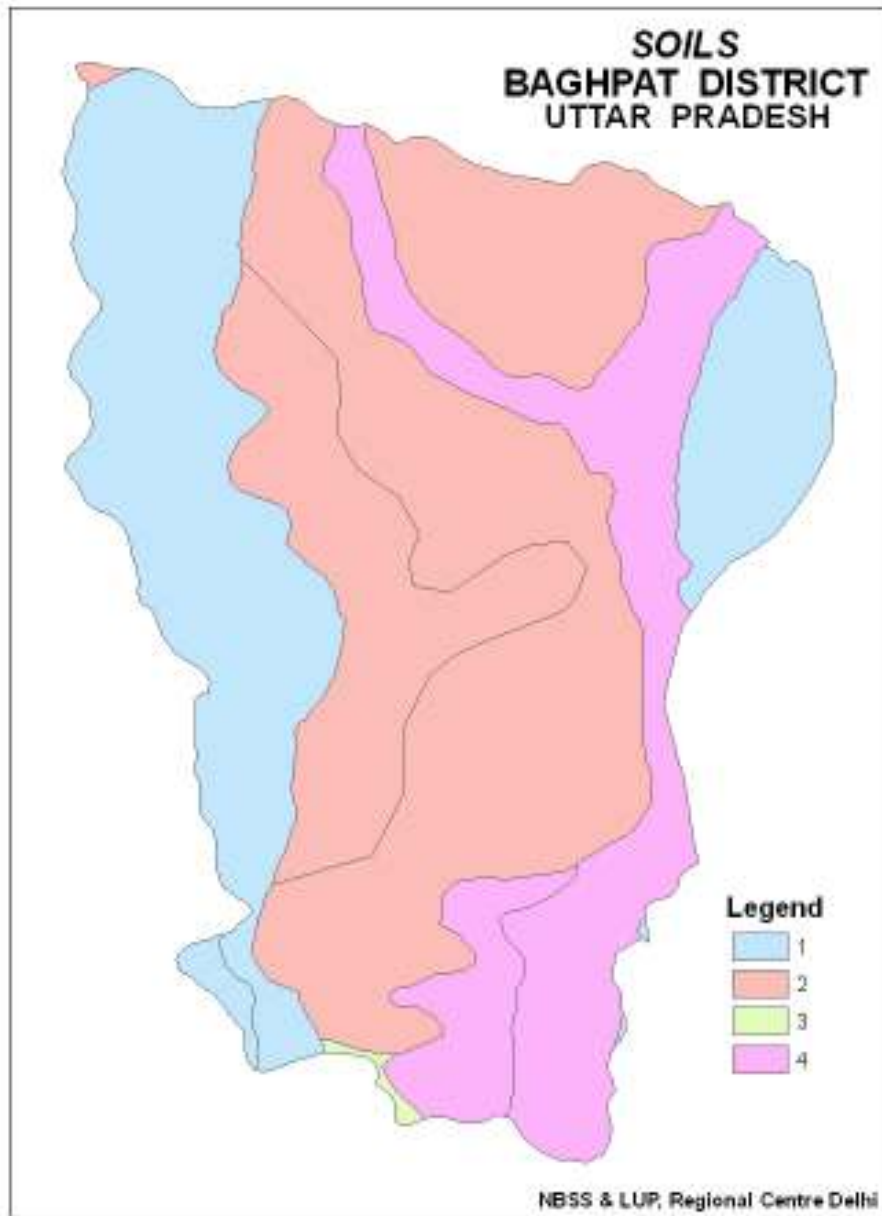 SOILS
BAGHPAT DISTRICT
UTTAR PRADESH
Legend
1
2
3
4
NBSS & LUP, Regional Centre Delhi